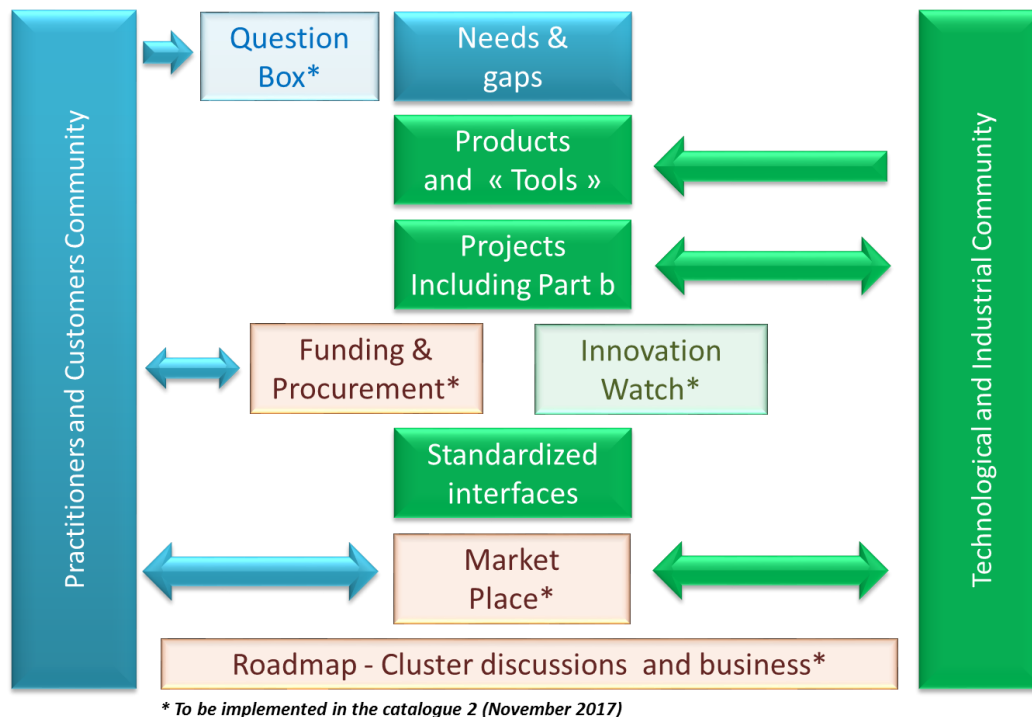 Practitioners and Customers Community
Question
Box*
Needs &
gaps
Products
and « Tools »
Projects
Including Part b
Funding &
Procurement*
Innovation
Watch*
Standardized
interfaces
Market
Place*
Roadmap - Cluster discussions and business*
Technological and Industrial Community
* To be implemented in the catalogue 2 (November 2017)